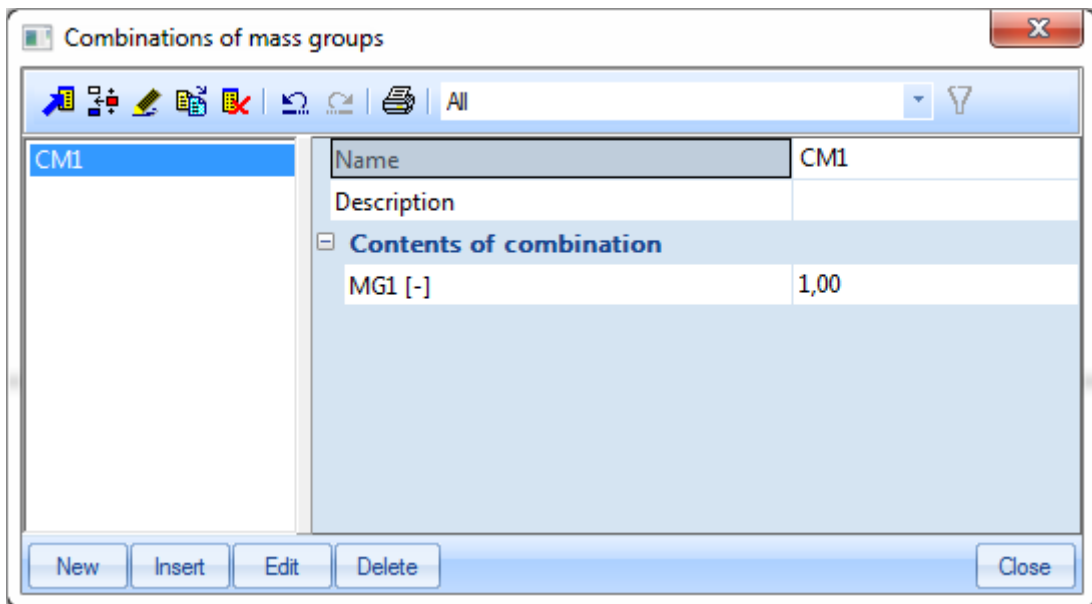 Combinations of mass groups
All
CM1
Name CM1
Description
Contents of combination
MG1 [-] 1,00
New Insert Edit Delete Close